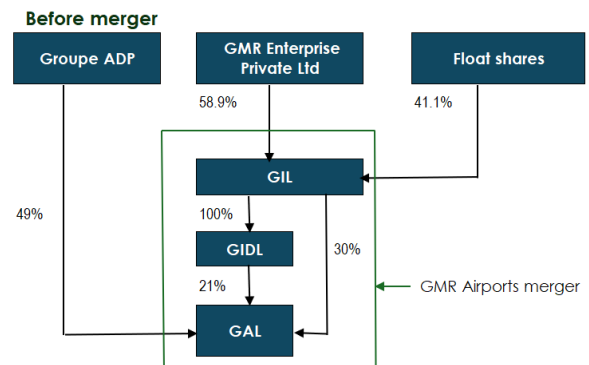 Before merger
Groupe ADP
GMR Enterprise
Private Ltd
Float shares
58.9%
41.1%
GIL
49%
100%
30%
GIDL
21%
GMR Airports merger
GAL